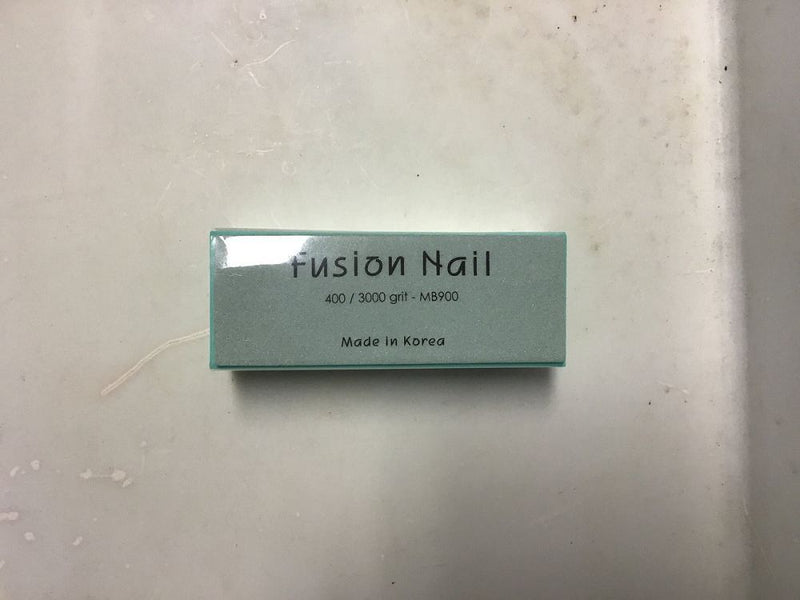 Fusion Nail
400 / 3000 grit - MB900
Made in Korea